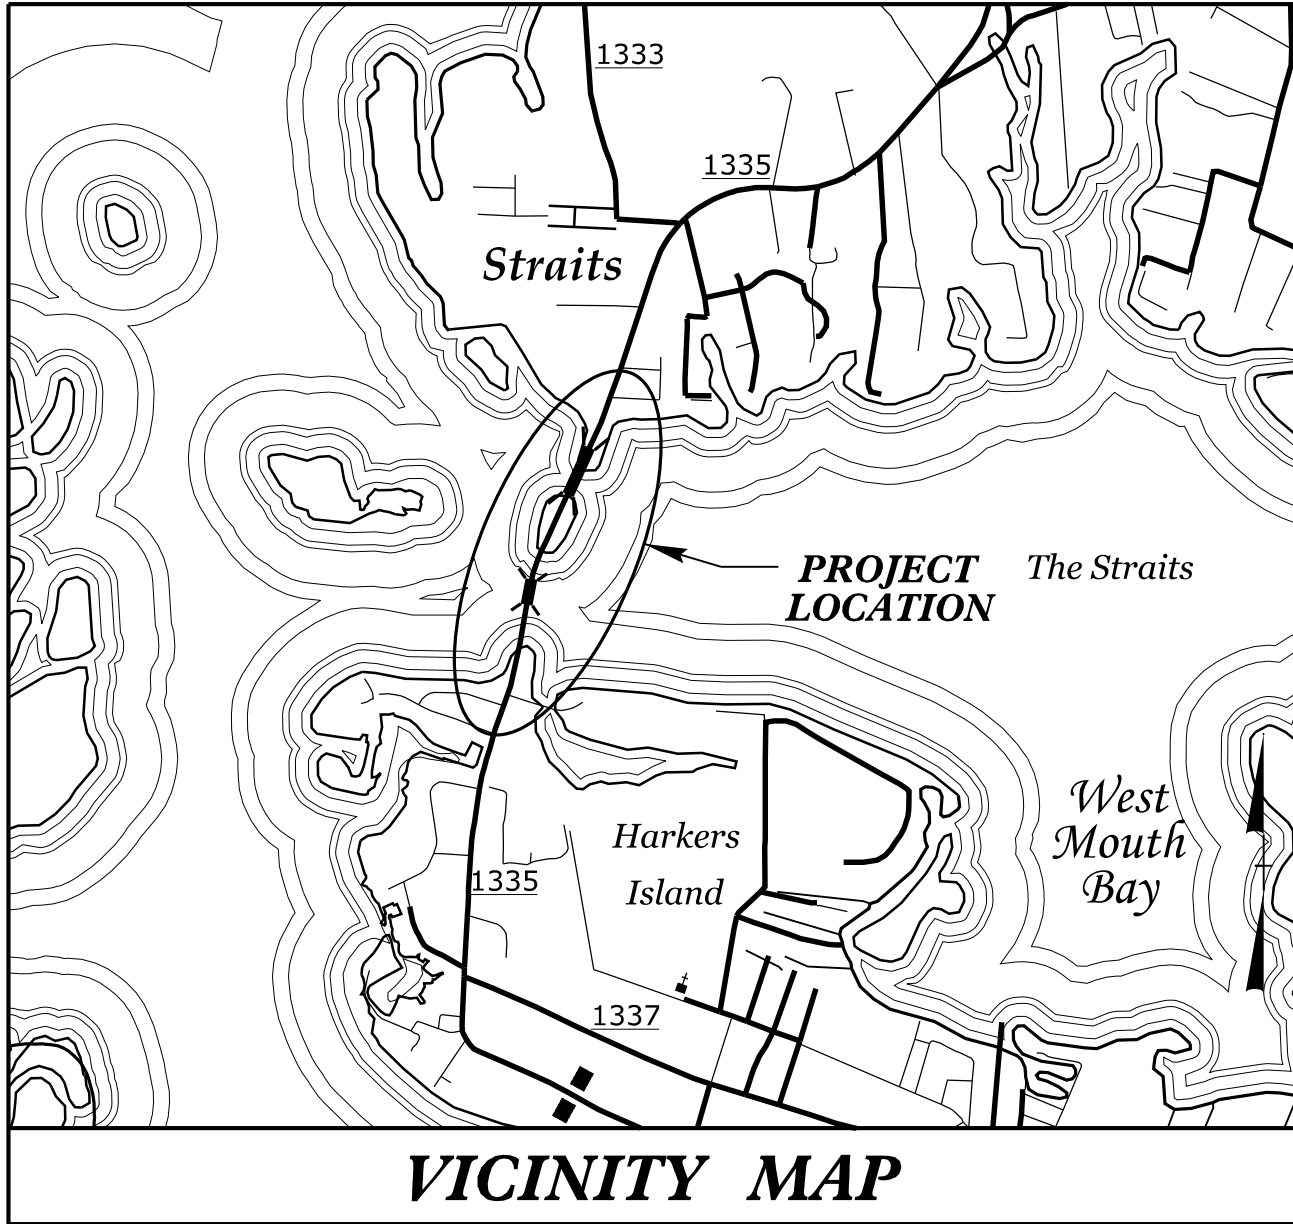 1333
1335
Straits
PROJECT
LOCATION
The Straits
West
Mouth
Bay
Harkers
Island
1335
1337
VICINITY MAP